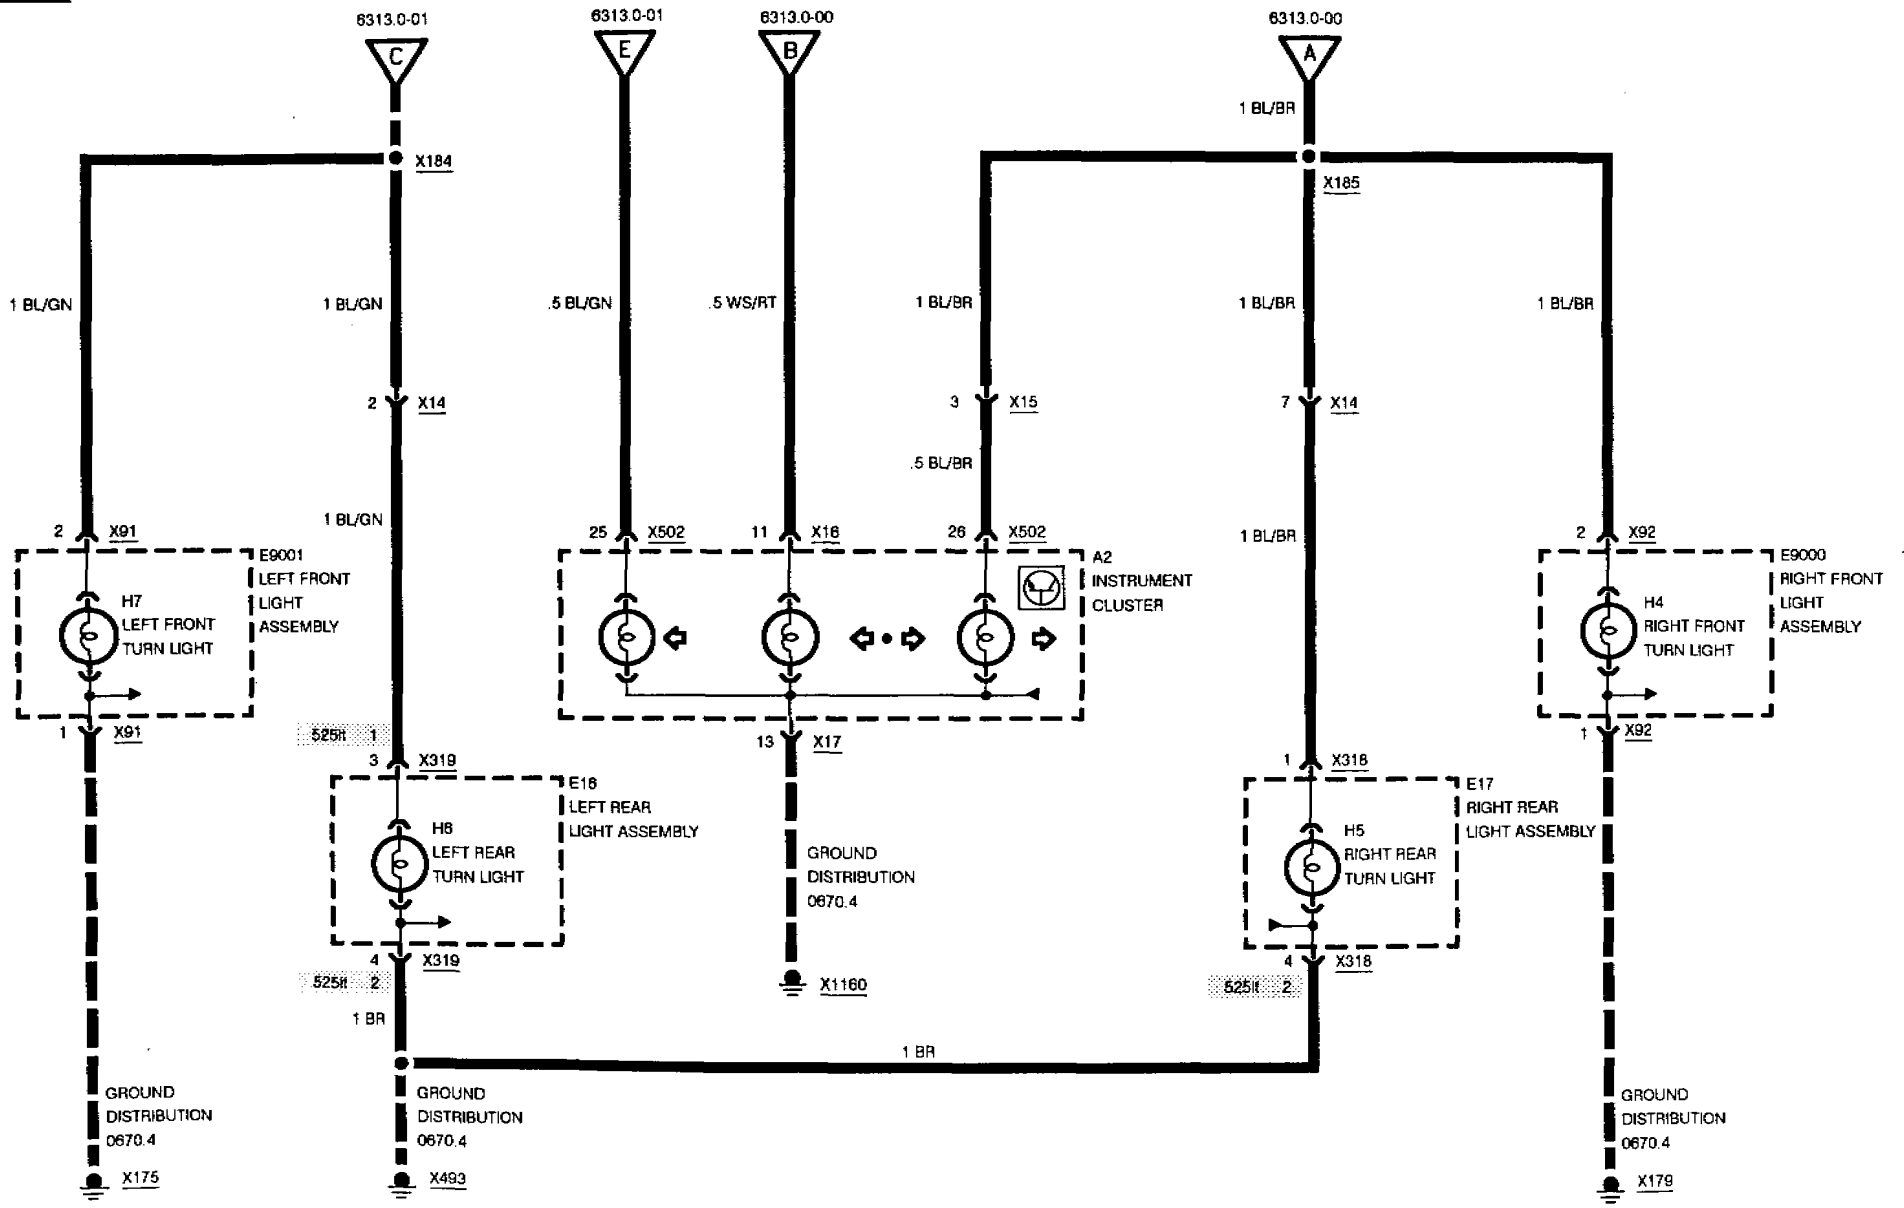 6313.0-01
6313.0-01
6313.0-00
6313.0-00
C
E
B
A
1 BL/BR
X184
X185
1 BL/GN
1 BL/GN
.5 BL/GN
.5 WS/RT
1 BL/BR
1 BL/BR
1 BL/BR
2 X14
3 X15
7 X14
.5 BL/BR
1 BL/GN
1 BL/BR
2 X91
25 X502
11 X16
26 X502
2 X92
E9001
LEFT FRONT
LIGHT
ASSEMBLY
H7
LEFT FRONT
TURN LIGHT
A2
INSTRUMENT
CLUSTER
E9000
RIGHT FRONT
LIGHT
ASSEMBLY
H4
RIGHT FRONT
TURN LIGHT
1 X91
525it 1
3 X319
13 X17
1 X318
1 X92
E16
LEFT REAR
LIGHT ASSEMBLY
H6
LEFT REAR
TURN LIGHT
GROUND
DISTRIBUTION
0670.4
E17
RIGHT REAR
LIGHT ASSEMBLY
H5
RIGHT REAR
TURN LIGHT
4 X319
525it 2
X1160
4 X318
525it 2
1 BR
1 BR
GROUND
DISTRIBUTION
0670.4
GROUND
DISTRIBUTION
0670.4
GROUND
DISTRIBUTION
0670.4
X175
X493
X179